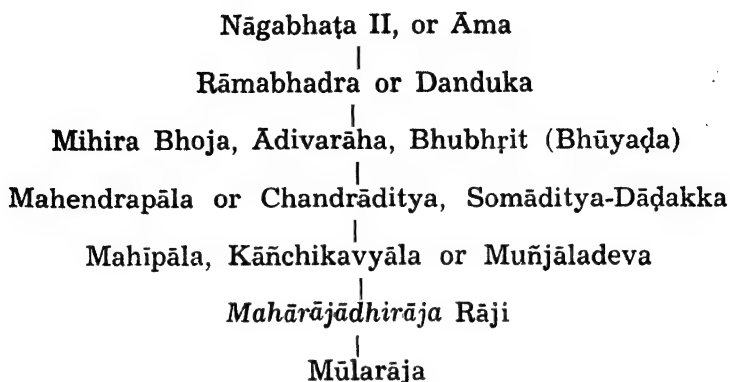 Nāgabhaṭa II, or Āma
Rāmabhadra or Danduka
Mihira Bhoja, Ādivarāha, Bhubhṛit (Bhūyaḍa)
Mahendrapāla or Chandrāditya, Somāditya-Dāḍakka
Mahīpāla, Kāñchikavyāla or Muñjāladeva
Mahārājādhirāja Rāji
Mūlarāja